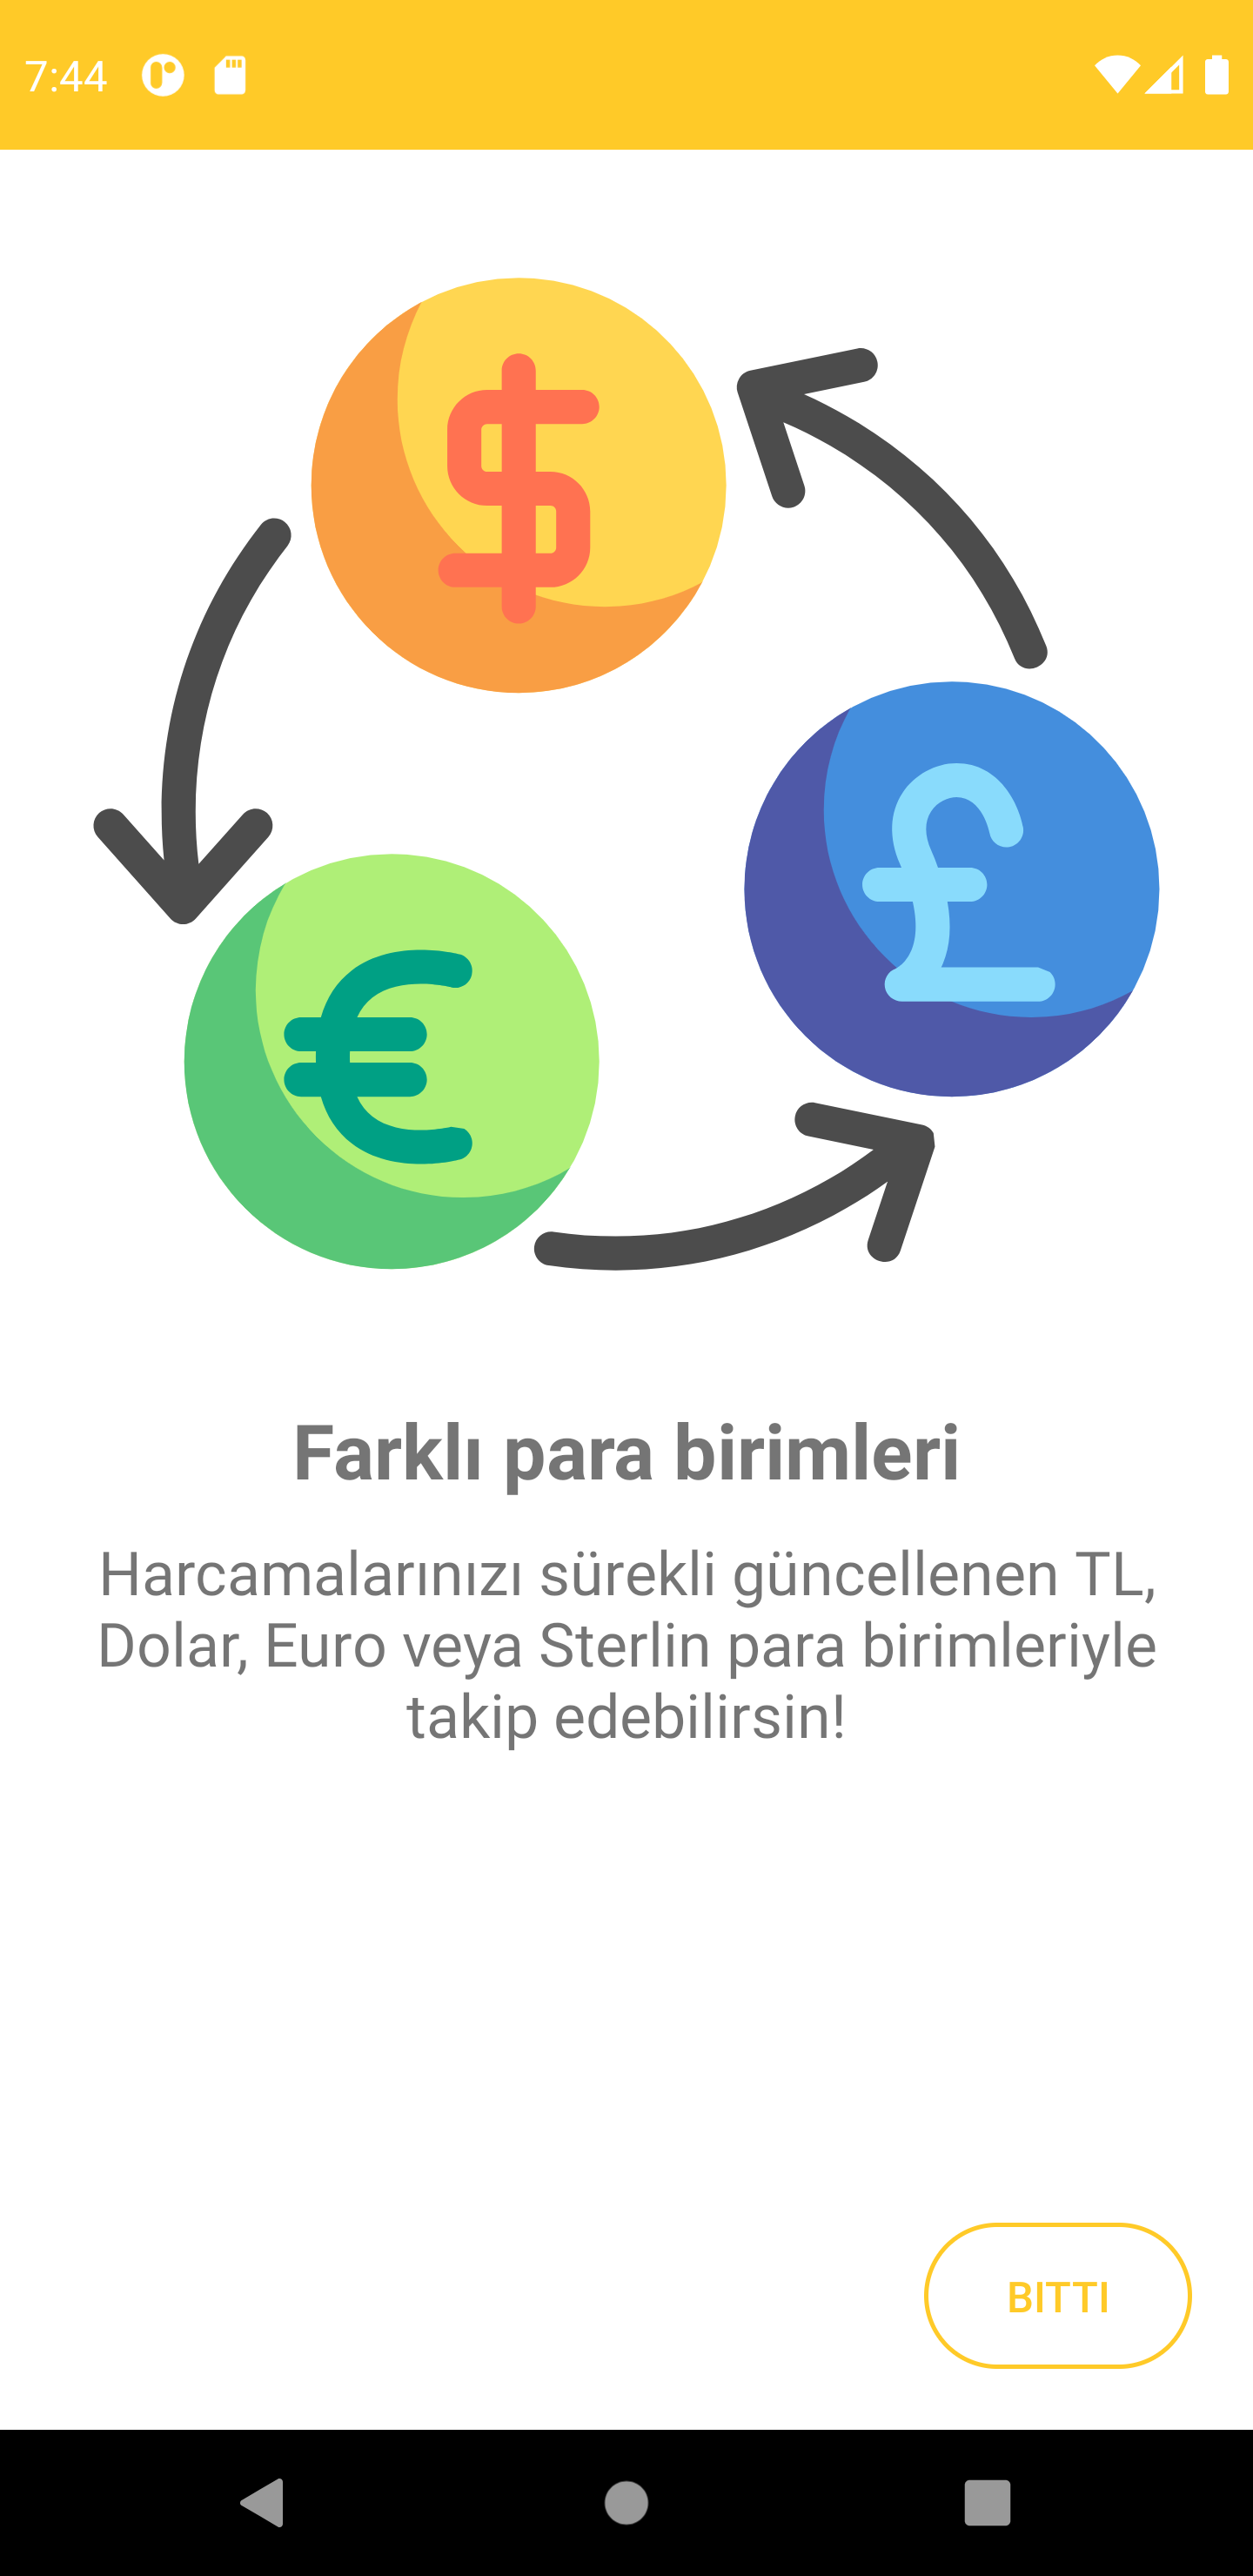 7:44
$
£
€
Farklı para birimleri
Harcamalarınızı sürekli güncellenen TL,
Dolar, Euro veya Sterlin para birimleriyle
takip edebilirsin!
BITTI